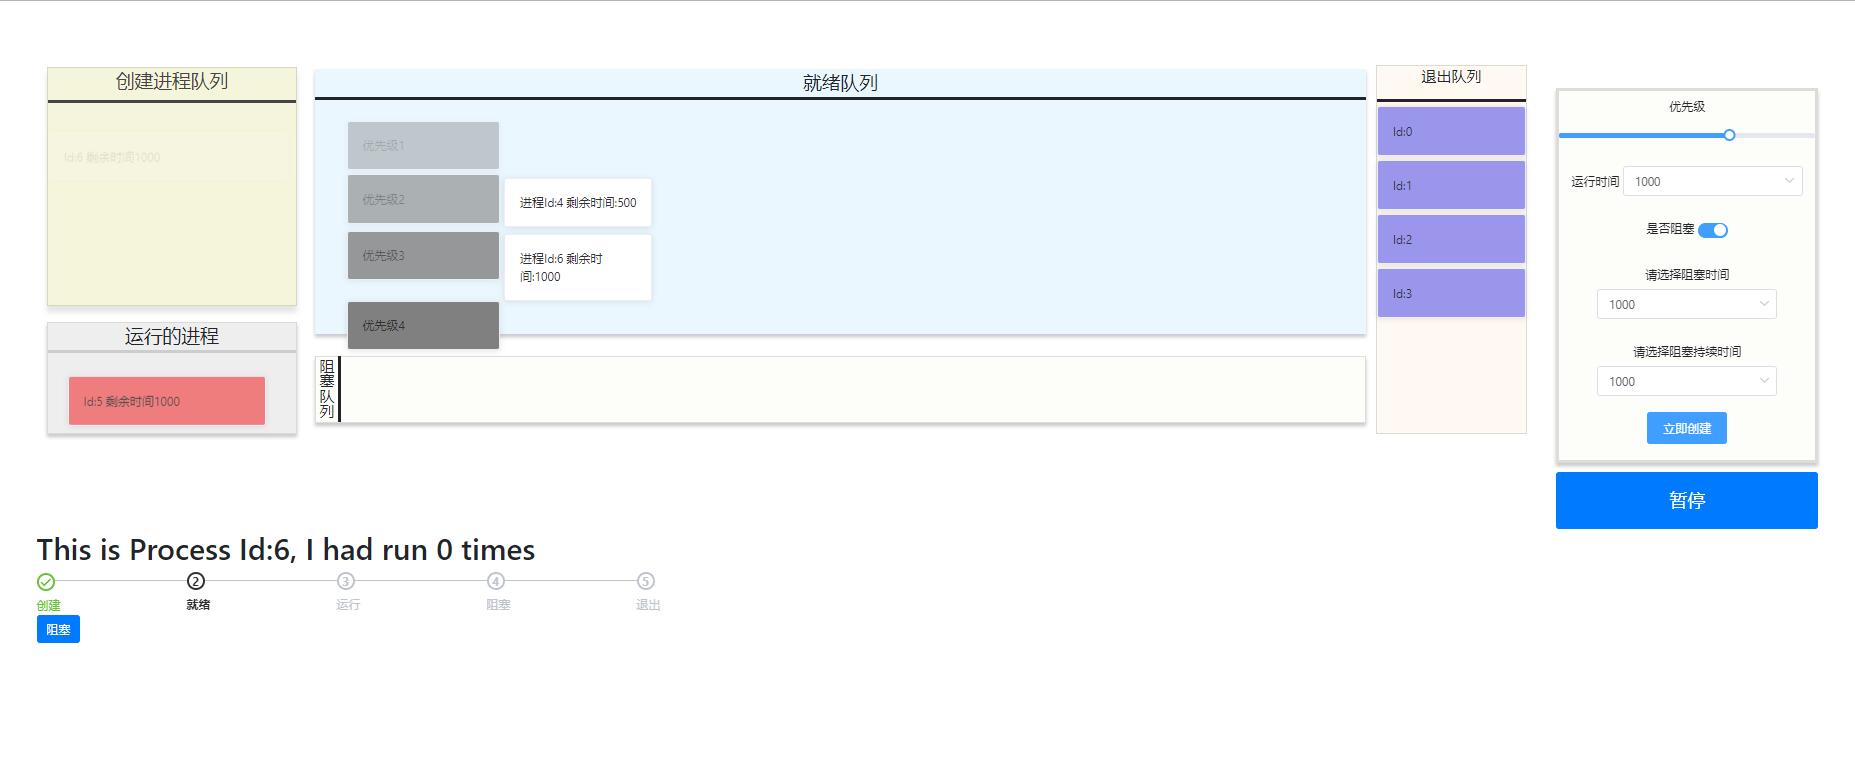 创建进程队列
Id:6 剩余时间1000
运行的进程
Id:5 剩余时间1000
就绪队列
优先级1
优先级2
进程Id:4 剩余时间:500
优先级3
进程Id:6 剩余时
间:1000
优先级4
阻
塞
队
列
退出队列
Id:0
Id:1
Id:2
Id:3
优先级
运行时间 1000
是否阻塞
请选择阻塞时间
1000
请选择阻塞持续时间
1000
立即创建
暂停
This is Process Id:6, I had run 0 times
2 3 4 5
创建 就绪 运行 阻塞 退出
阻塞